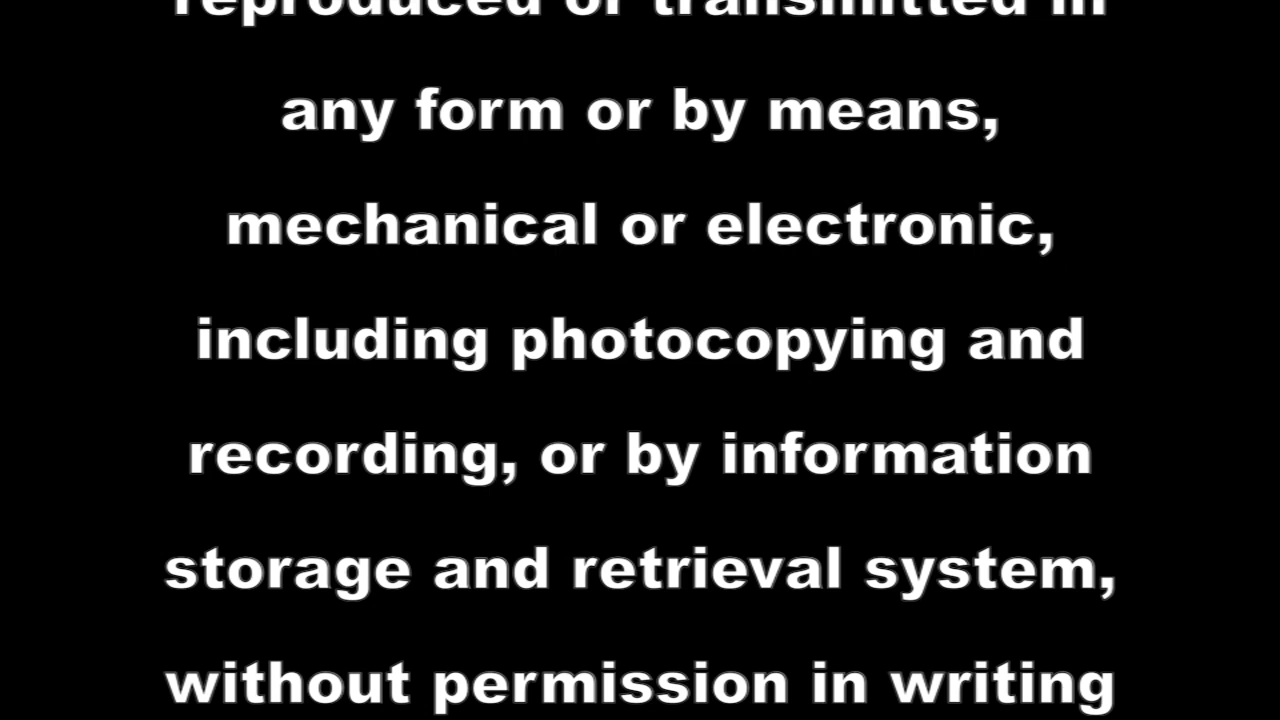 reproduced or transmitted in
any form or by means,
mechanical or electronic,
including photocopying and
recording, or by information
storage and retrieval system,
without permission in writing